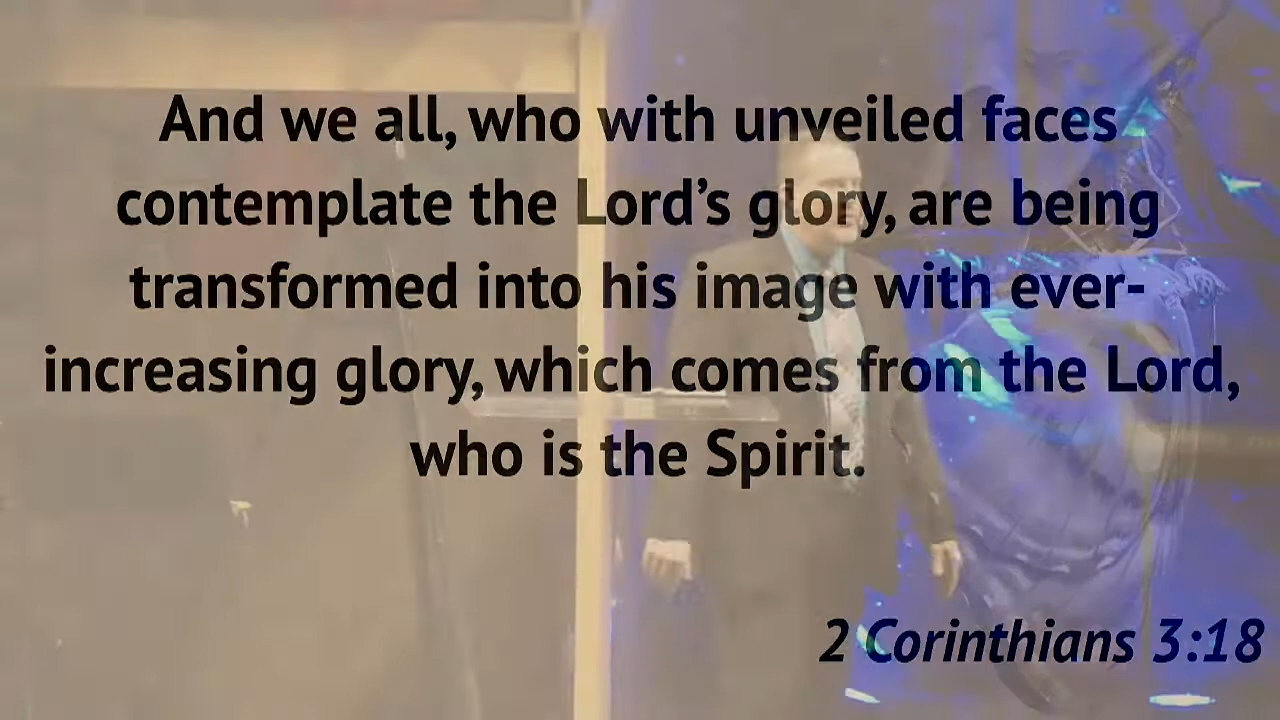 And we all, who with unveiled faces
contemplate the Lord’s glory, are being
transformed into his image with ever-
increasing glory, which comes from the Lord,
who is the Spirit.
2 Corinthians 3:18